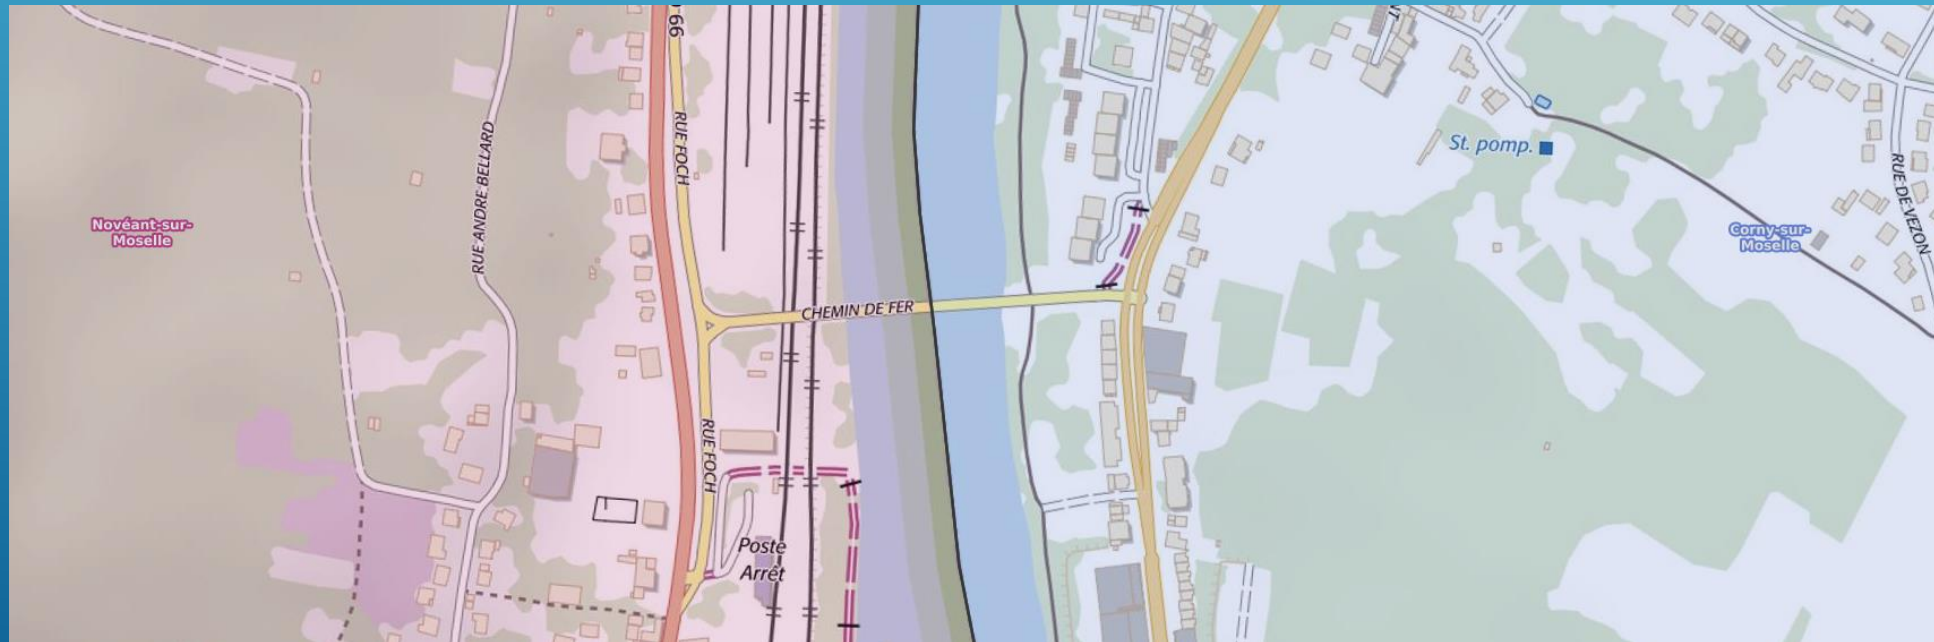 66
RUE FOCH
RUE ANDRE BELLARD
Novéant-sur-
Moselle
St. pomp.
RUE DE VEZON
Corny-sur-
Moselle
CHEMIN DE FER
RUE FOCH
Poste
Arrêt